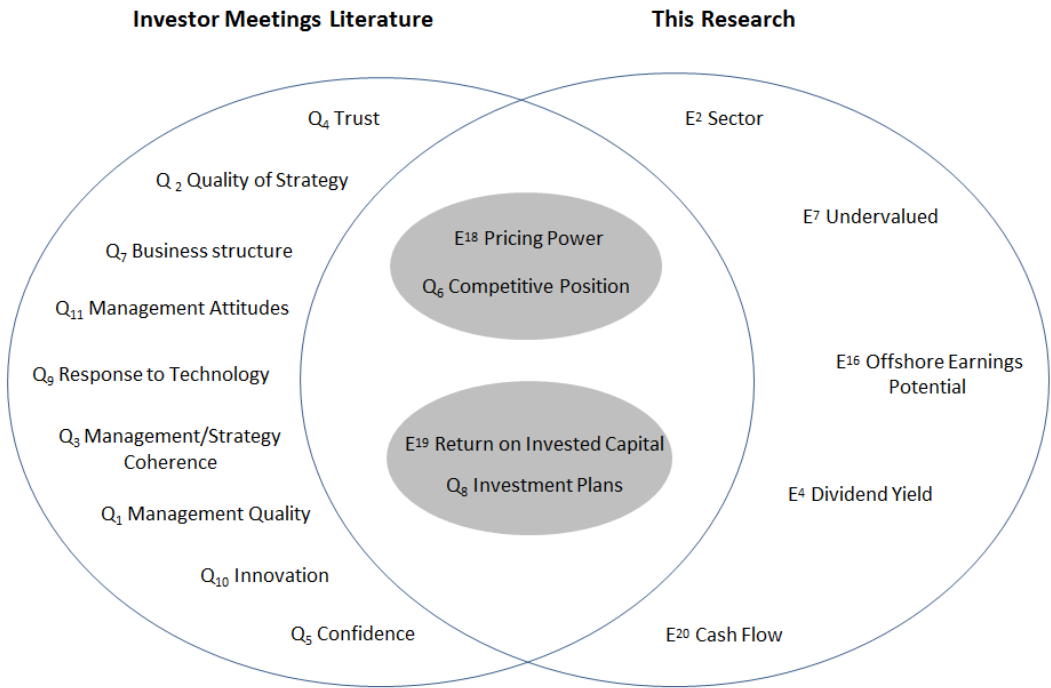 Investor Meetings Literature
This Research
Q₄ Trust
Q ₂ Quality of Strategy
Q₇ Business structure
Q₁₁ Management Attitudes
Q₉ Response to Technology
Q₃ Management/Strategy
Coherence
Q₁ Management Quality
Q₁₀ Innovation
Q₅ Confidence
E¹⁸ Pricing Power
Q₆ Competitive Position
E¹⁹ Return on Invested Capital
Q₈ Investment Plans
E² Sector
E⁷ Undervalued
E¹⁶ Offshore Earnings
Potential
E⁴ Dividend Yield
E²⁰ Cash Flow